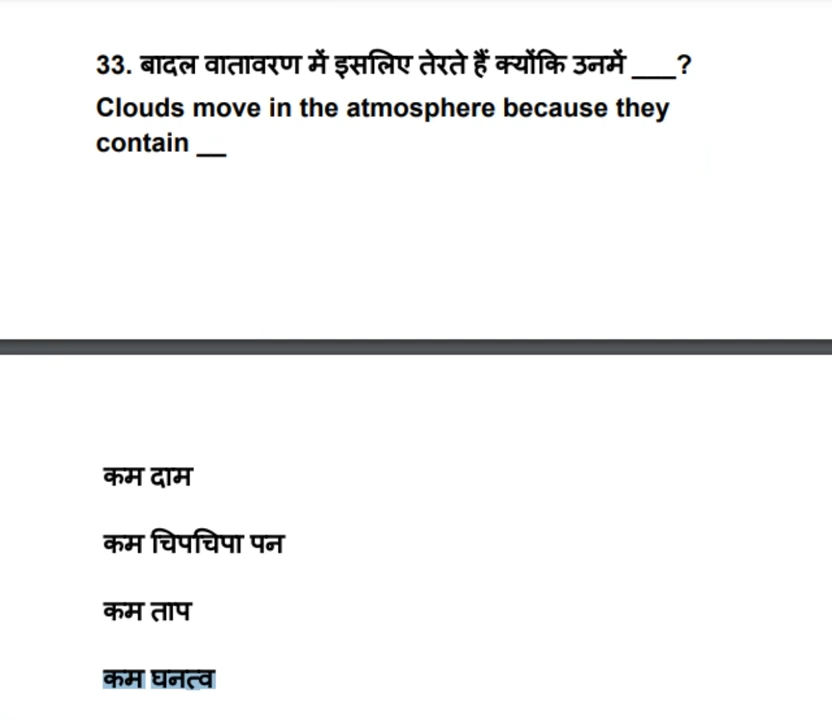 33. बादल वातावरण में इसलिए तेरते हैं क्योंकि उनमें ___?
Clouds move in the atmosphere because they
contain __
कम दाम
कम चिपचिपा पन
कम ताप
कम घनत्व